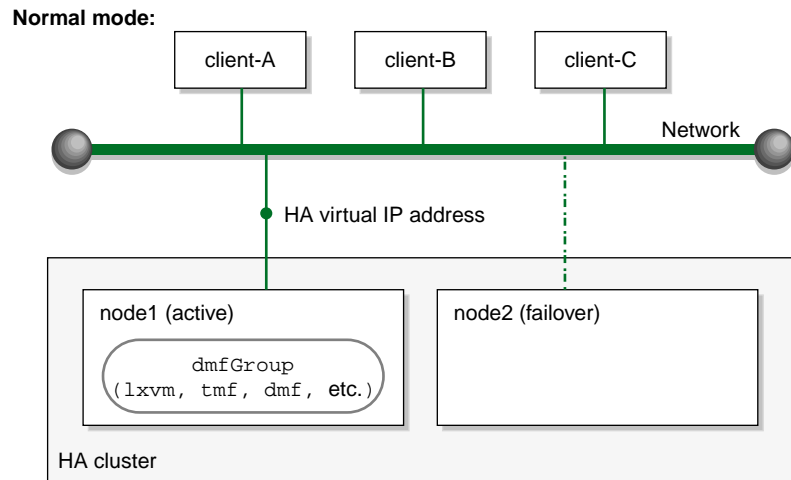 Normal mode:
client-A
client-B
client-C
Network
HA virtual IP address
node1 (active)
node2 (failover)
dmfGroup
(lxvm, tmf, dmf, etc.)
HA cluster